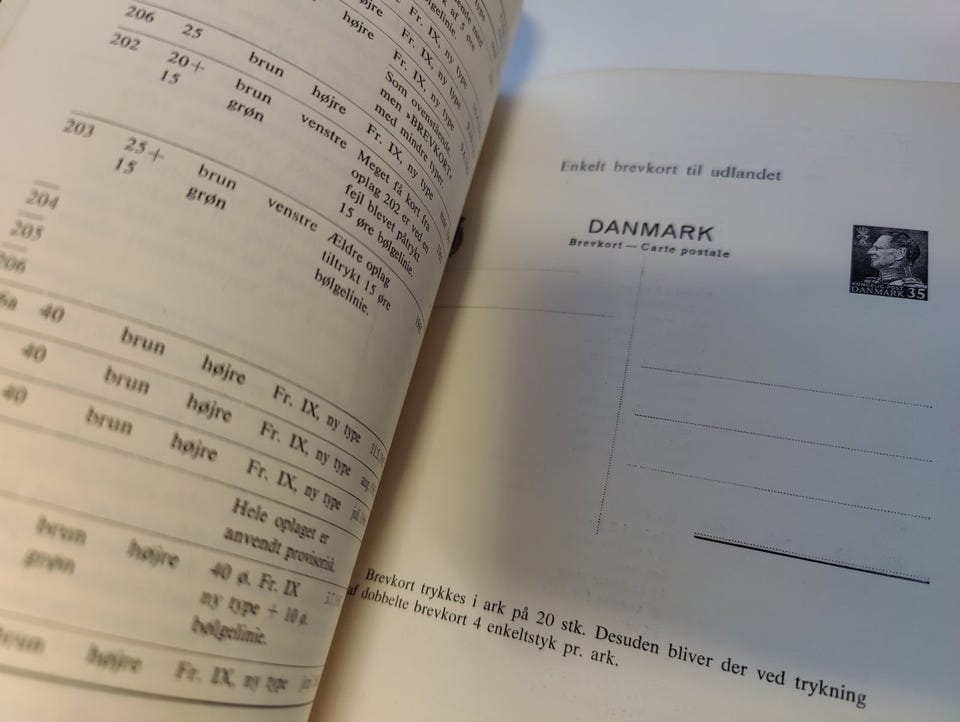 højre
206 25 brun højre Fr. IX, ny type
202 20+ brun venstre Meget få kort fra
15 grøn oplag 202 er ved en
fejl blevet påtrykt
15 øre bølgelinie.
Fr. IX, ny type
Fr. IX, ny type
Som ovenstående
men »BREVKORT«
med mindre typer.
203 25+ brun venstre Ældre oplag
15 grøn tiltrykt 15 øre
bølgelinie.
204
205
206
40 brun højre Fr. IX, ny type
40 brun højre Fr. IX, ny type
40 brun højre Fr. IX, ny type
Hele oplaget er
anvendt provisorisk.
brun højre 40 ø. Fr. IX
grøn ny type + 10 ø.
bølgelinie.
brun højre Fr. IX, ny type
Enkelt brevkort til udlandet
DANMARK
Brevkort — Carte postale
DANMARK 35
Brevkort trykkes i ark på 20 stk. Desuden bliver der ved trykning
af dobbelte brevkort 4 enkeltstyk pr. ark.